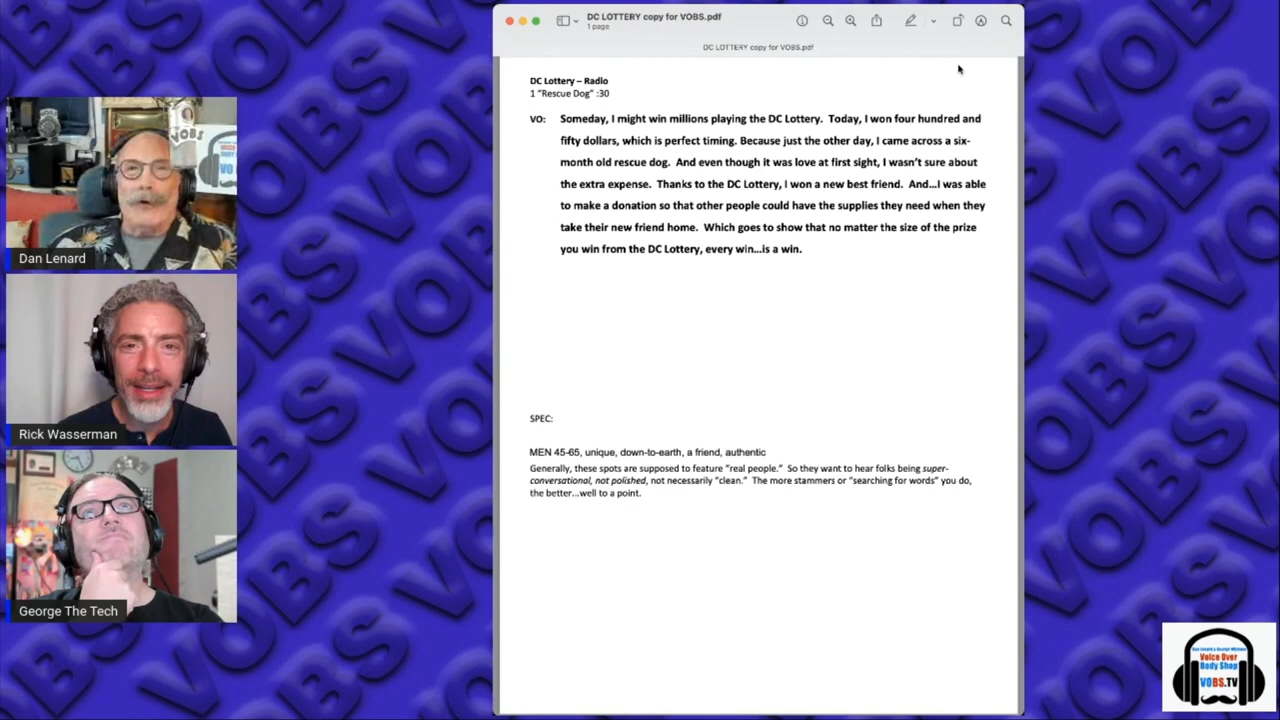 DC LOTTERY copy for VOBS.pdf
1 page
DC LOTTERY copy for VOBS.pdf
DC Lottery – Radio
1 “Rescue Dog” :30
VO: Someday, I might win millions playing the DC Lottery. Today, I won four hundred and
fifty dollars, which is perfect timing. Because just the other day, I came across a six-
month old rescue dog. And even though it was love at first sight, I wasn’t sure about
the extra expense. Thanks to the DC Lottery, I won a new best friend. And…I was able
to make a donation so that other people could have the supplies they need when they
take their new friend home. Which goes to show that no matter the size of the prize
you win from the DC Lottery, every win…is a win.
SPEC:
MEN 45-65, unique, down-to-earth, a friend, authentic
Generally, these spots are supposed to feature “real people.” So they want to hear folks being super-
conversational, not polished, not necessarily “clean.” The more stammers or “searching for words” you do,
the better…well to a point.
VOBS
Dan Lenard
Rick Wasserman
George The Tech
Voice Over
Body Shop
VOBS.TV